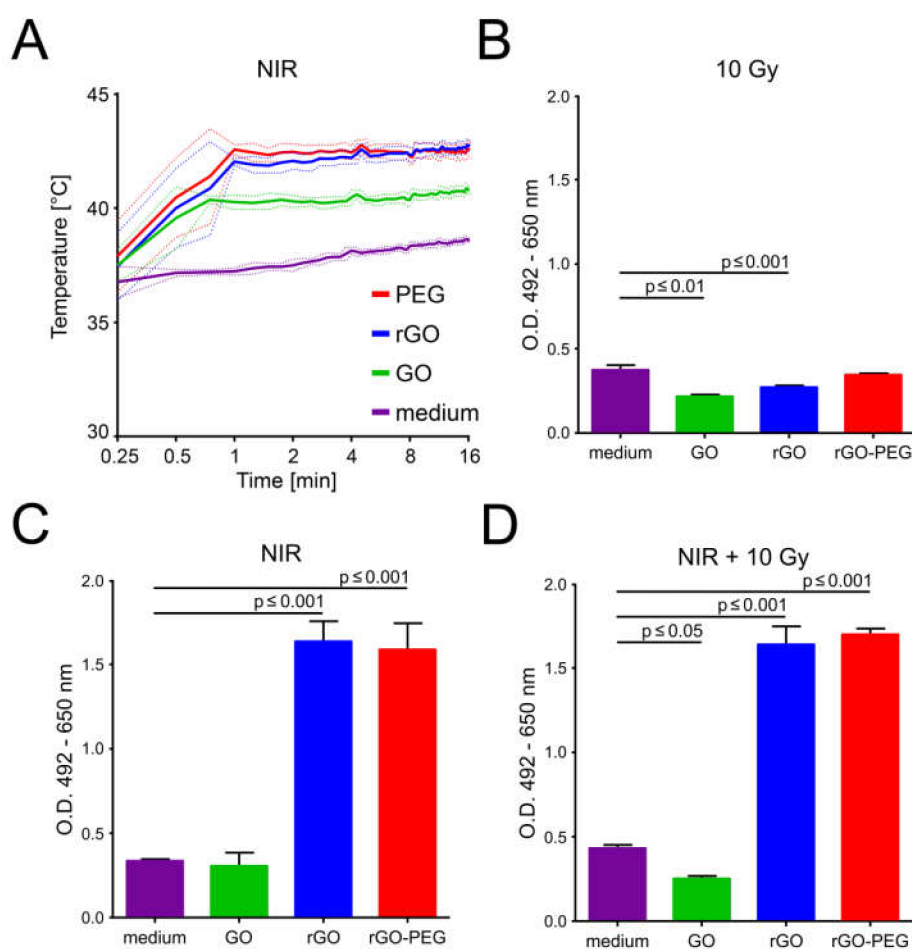 A
NIR
Temperature [°C]
45
40
35
30
0.25 0.5 1 2 4 8 16
Time [min]
PEG
rGO
GO
medium
B
10 Gy
O.D. 492 - 650 nm
2.0
1.5
1.0
0.5
0.0
p ≤ 0.001
p ≤ 0.01
medium GO rGO rGO-PEG
C
NIR
O.D. 492 - 650 nm
2.0
1.5
1.0
0.5
0.0
p ≤ 0.001
p ≤ 0.001
medium GO rGO rGO-PEG
D
NIR + 10 Gy
O.D. 492 - 650 nm
2.0
1.5
1.0
0.5
0.0
p ≤ 0.001
p ≤ 0.001
p ≤ 0.05
medium GO rGO rGO-PEG